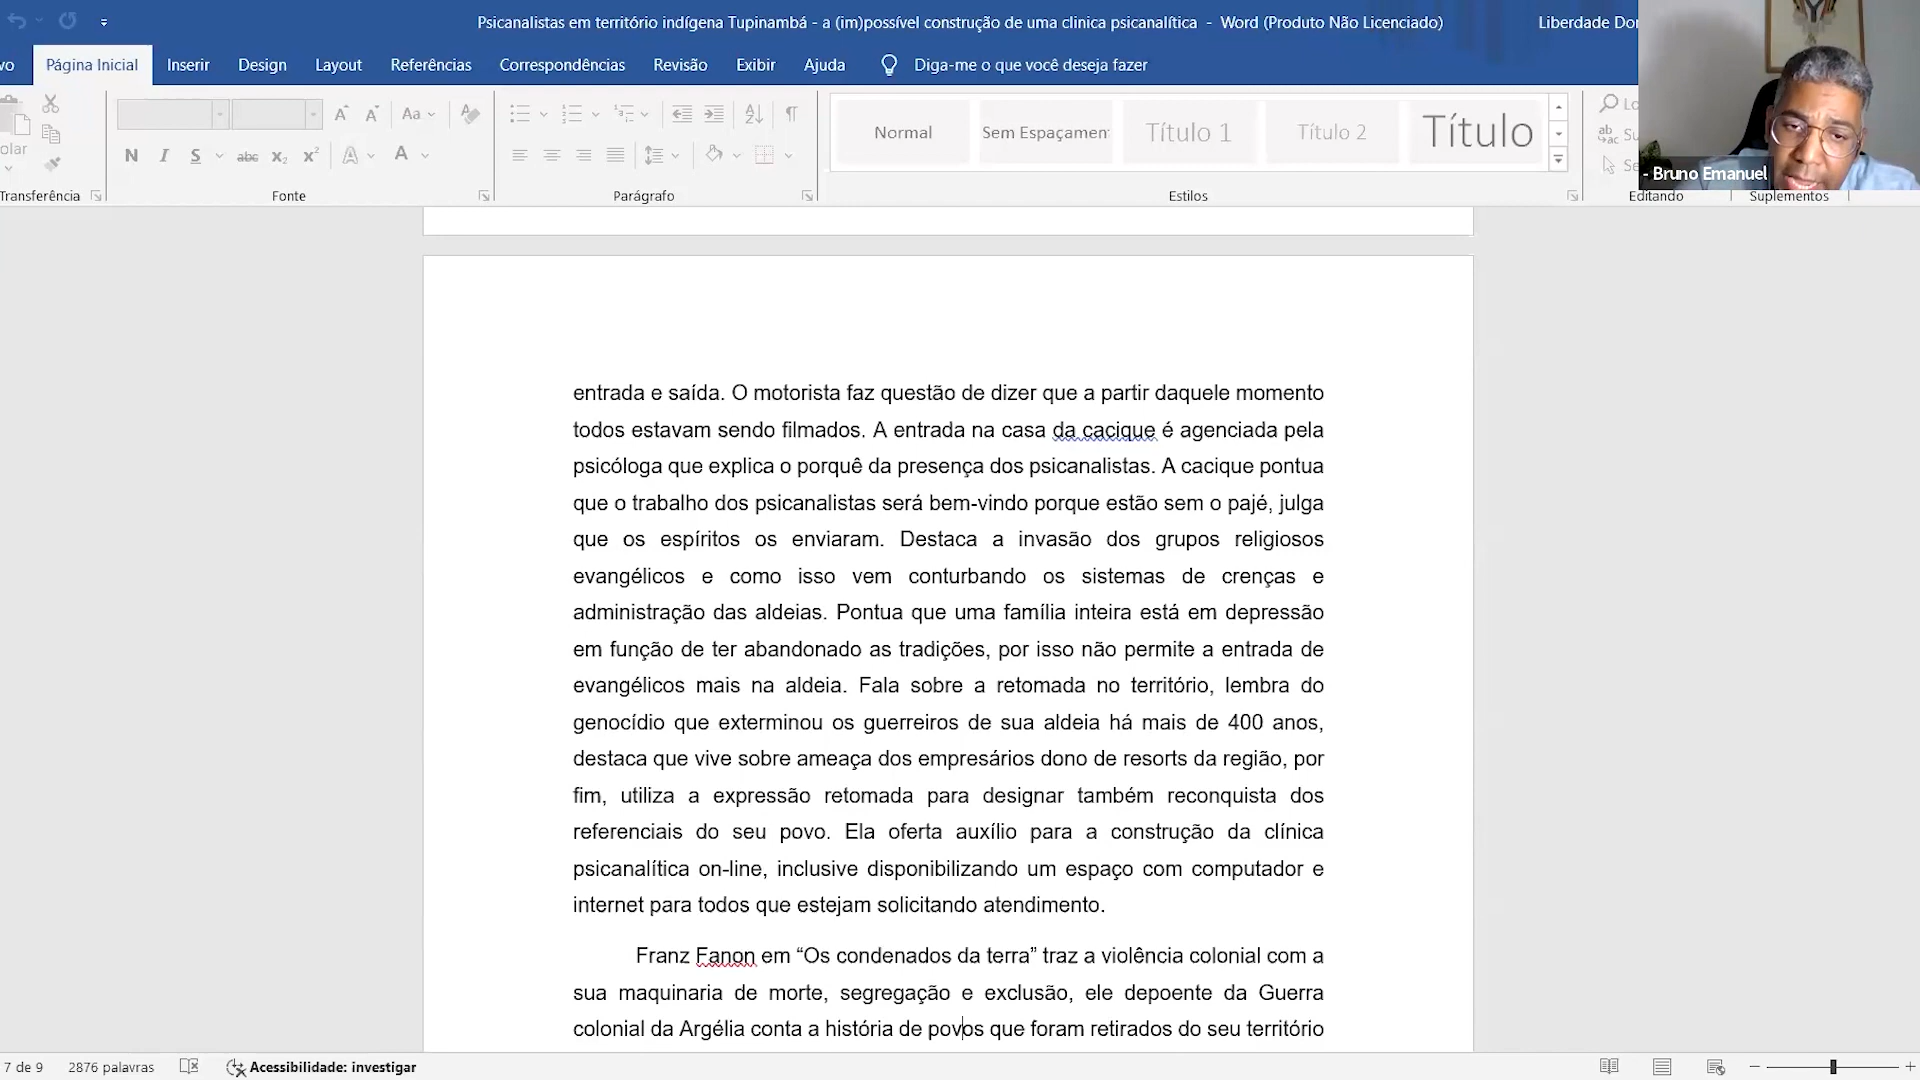 Psicanalistas em território indígena Tupinambá - a (im)possível construção de uma clinica psicanalítica - Word (Produto Não Licenciado)
Liberdade Dor
vo Página Inicial Inserir Design Layout Referências Correspondências Revisão Exibir Ajuda Diga-me o que você deseja fazer
olar
Aa
N I S abc x₂ x² A A
Normal
Sem Espaçamen
Título 1
Título 2
Título
Lo
Su
Se
- Bruno Emanuel
Transferência Fonte Parágrafo Estilos Editando Suplementos
entrada e saída. O motorista faz questão de dizer que a partir daquele momento
todos estavam sendo filmados. A entrada na casa da cacique é agenciada pela
psicóloga que explica o porquê da presença dos psicanalistas. A cacique pontua
que o trabalho dos psicanalistas será bem-vindo porque estão sem o pajé, julga
que os espíritos os enviaram. Destaca a invasão dos grupos religiosos
evangélicos e como isso vem conturbando os sistemas de crenças e
administração das aldeias. Pontua que uma família inteira está em depressão
em função de ter abandonado as tradições, por isso não permite a entrada de
evangélicos mais na aldeia. Fala sobre a retomada no território, lembra do
genocídio que exterminou os guerreiros de sua aldeia há mais de 400 anos,
destaca que vive sobre ameaça dos empresários dono de resorts da região, por
fim, utiliza a expressão retomada para designar também reconquista dos
referenciais do seu povo. Ela oferta auxílio para a construção da clínica
psicanalítica on-line, inclusive disponibilizando um espaço com computador e
internet para todos que estejam solicitando atendimento.
Franz Fanon em “Os condenados da terra” traz a violência colonial com a
sua maquinaria de morte, segregação e exclusão, ele depoente da Guerra
colonial da Argélia conta a história de povos que foram retirados do seu território
7 de 9 2876 palavras Acessibilidade: investigar